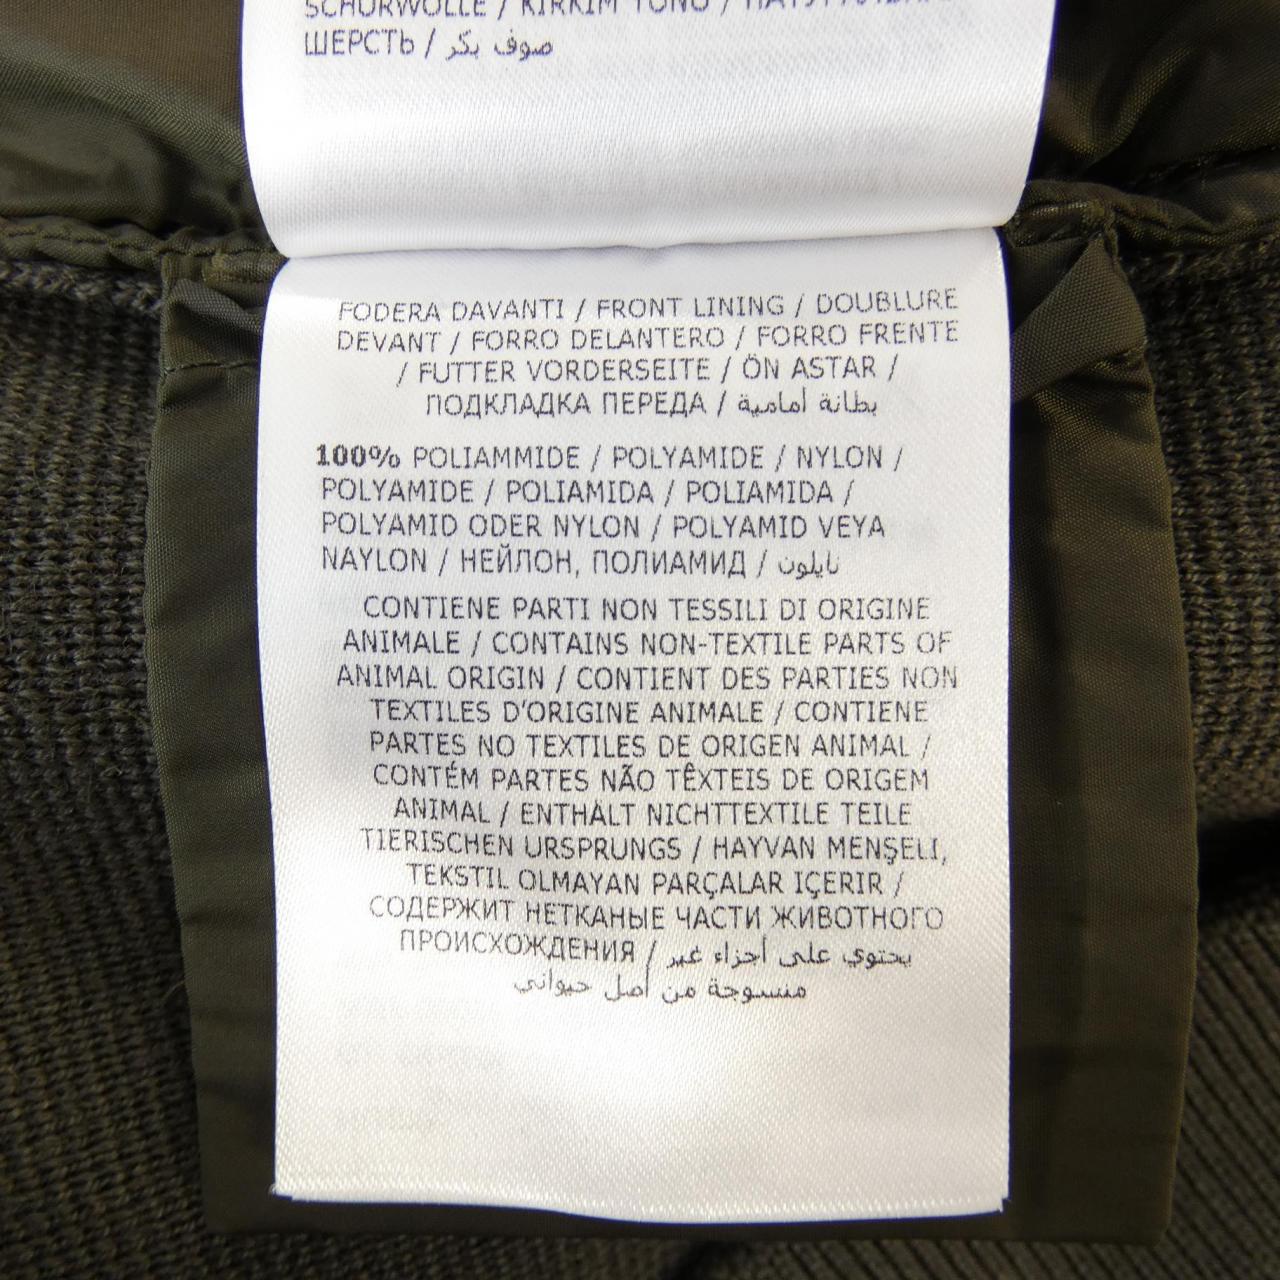 SCHURWOLLE / KIRKIM YÜNÜ /
ШЕРСТЬ / صوف بكر
FODERA DAVANTI / FRONT LINING / DOUBLURE
DEVANT / FORRO DELANTERO / FORRO FRENTE
/ FUTTER VORDERSEITE / ÖN ASTAR /
ПОДКЛАДКА ПЕРЕДА / بطانة أمامية
100% POLIAMMIDE / POLYAMIDE / NYLON /
POLYAMIDE / POLIAMIDA / POLIAMIDA /
POLYAMID ODER NYLON / POLYAMID VEYA
NAYLON / НЕЙЛОН, ПОЛИАМИД / نايلون
CONTIENE PARTI NON TESSILI DI ORIGINE
ANIMALE / CONTAINS NON-TEXTILE PARTS OF
ANIMAL ORIGIN / CONTIENT DES PARTIES NON
TEXTILES D'ORIGINE ANIMALE / CONTIENE
PARTES NO TEXTILES DE ORIGEN ANIMAL /
CONTÉM PARTES NÃO TÊXTEIS DE ORIGEM
ANIMAL / ENTHÄLT NICHTTEXTILE TEILE
TIERISCHEN URSPRUNGS / HAYVAN MENŞELI,
TEKSTIL OLMAYAN PARÇALAR IÇERIR /
СОДЕРЖИТ НЕТКАНЫЕ ЧАСТИ ЖИВОТНОГО
ПРОИСХОЖДЕНИЯ / يحتوي على أجزاء غير
منسوجة من أصل حيواني